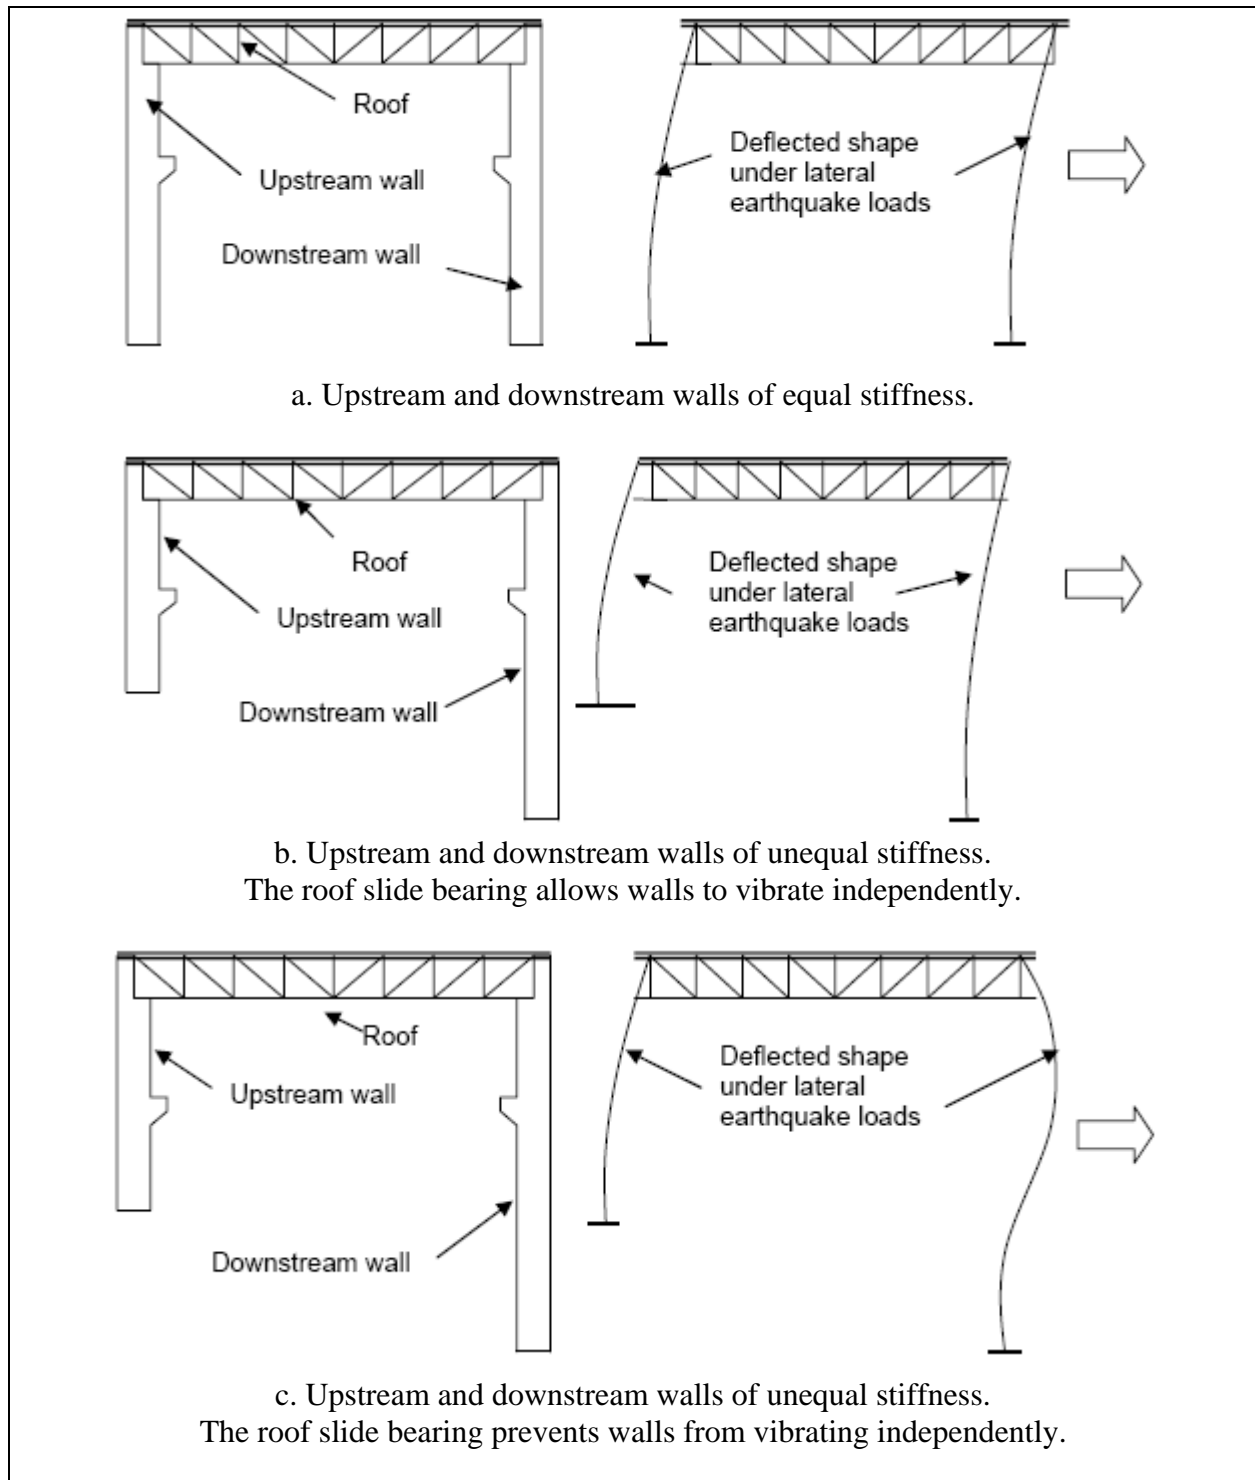 Roof
Upstream wall
Downstream wall
Deflected shape
under lateral
earthquake loads
a. Upstream and downstream walls of equal stiffness.
Roof
Upstream wall
Downstream wall
Deflected shape
under lateral
earthquake loads
b. Upstream and downstream walls of unequal stiffness.
The roof slide bearing allows walls to vibrate independently.
Roof
Upstream wall
Downstream wall
Deflected shape
under lateral
earthquake loads
c. Upstream and downstream walls of unequal stiffness.
The roof slide bearing prevents walls from vibrating independently.